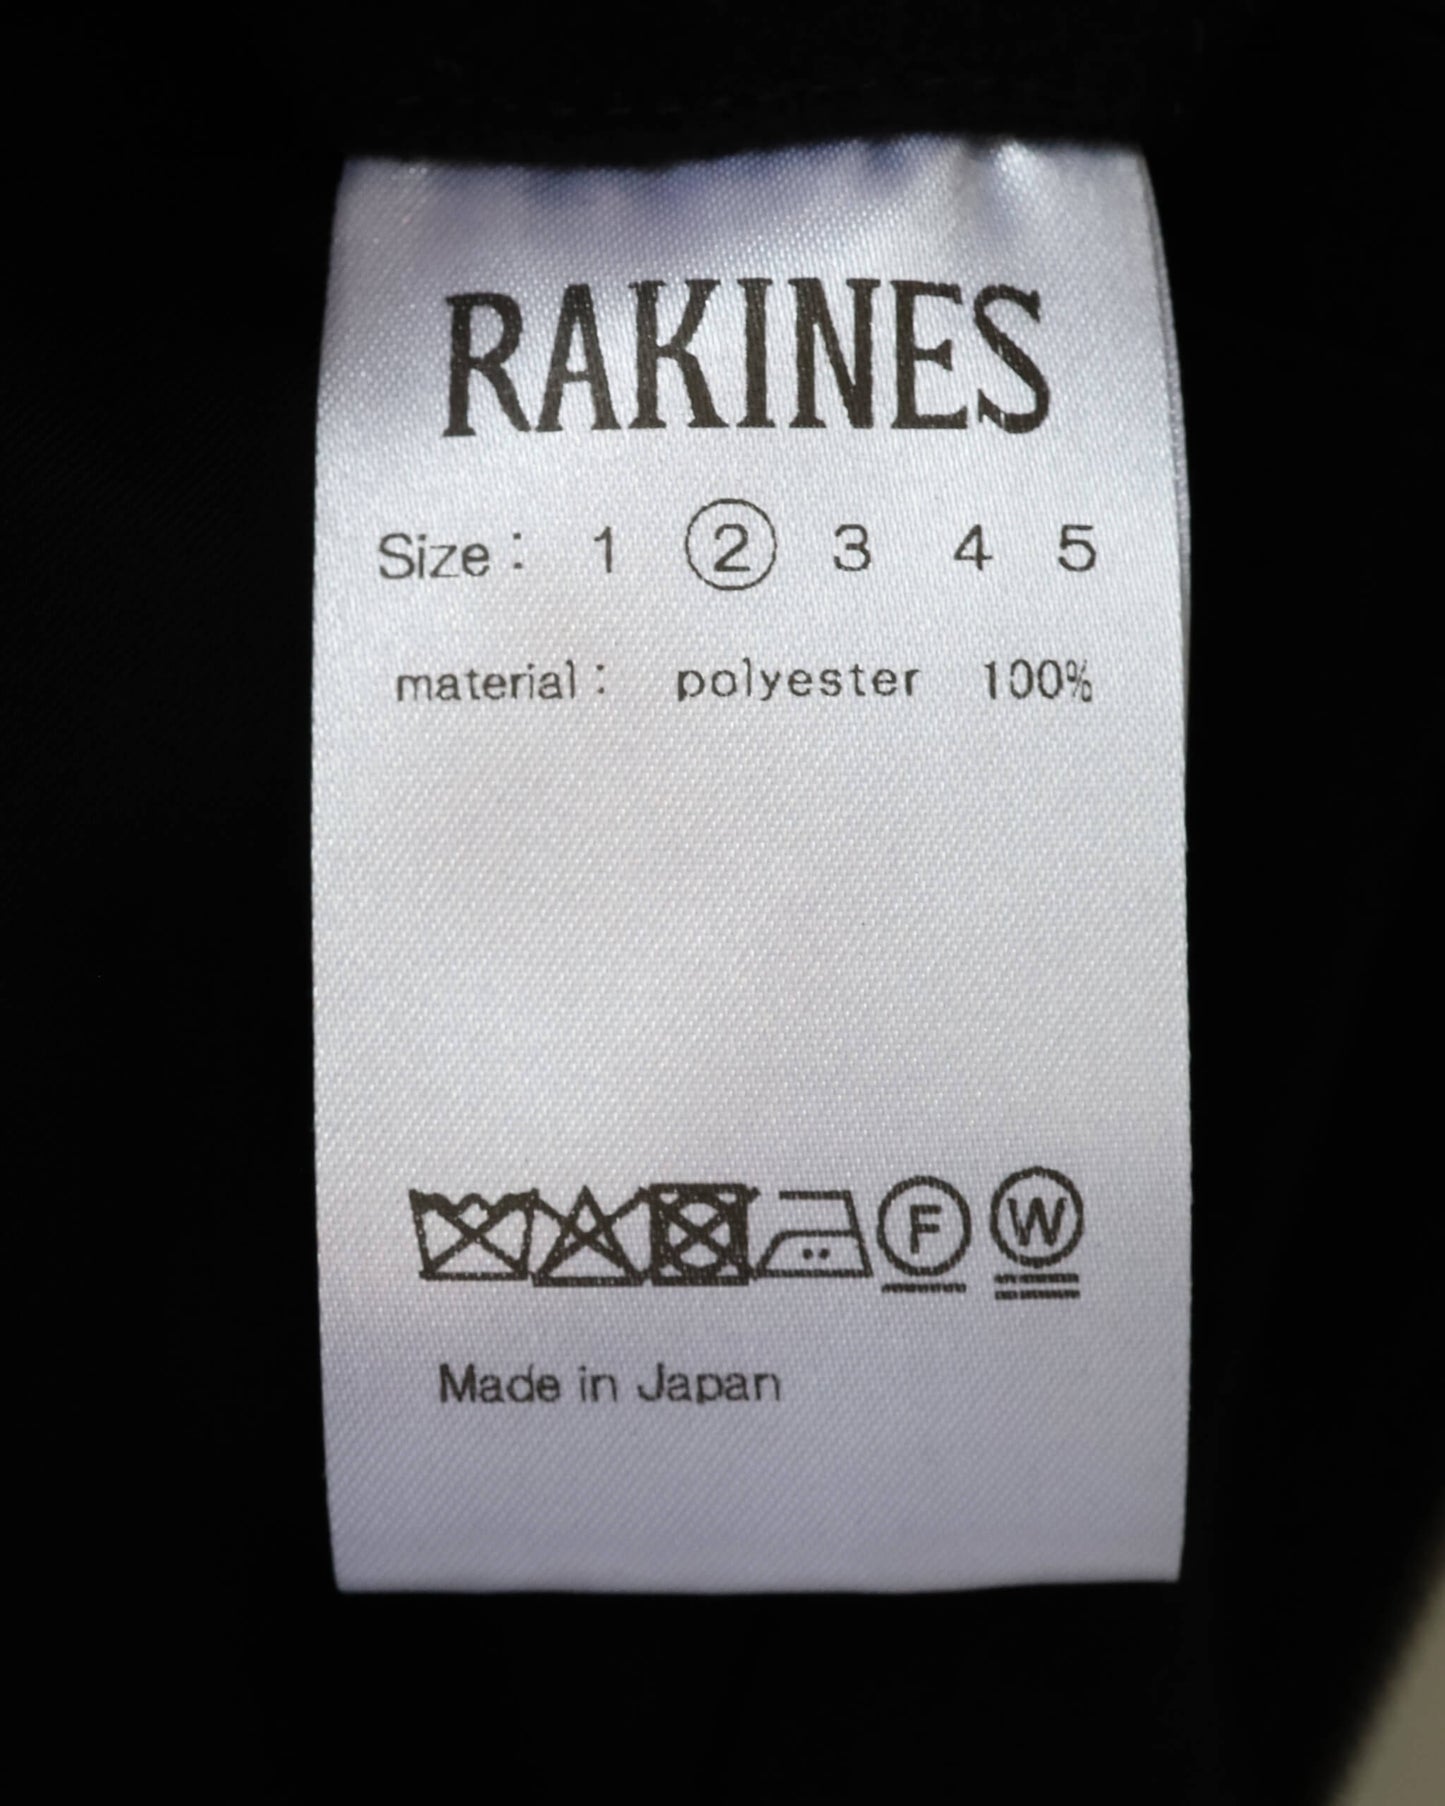 RAKINES
Size : 1 2 3 4 5
material : polyester 100%
F W
Made in Japan